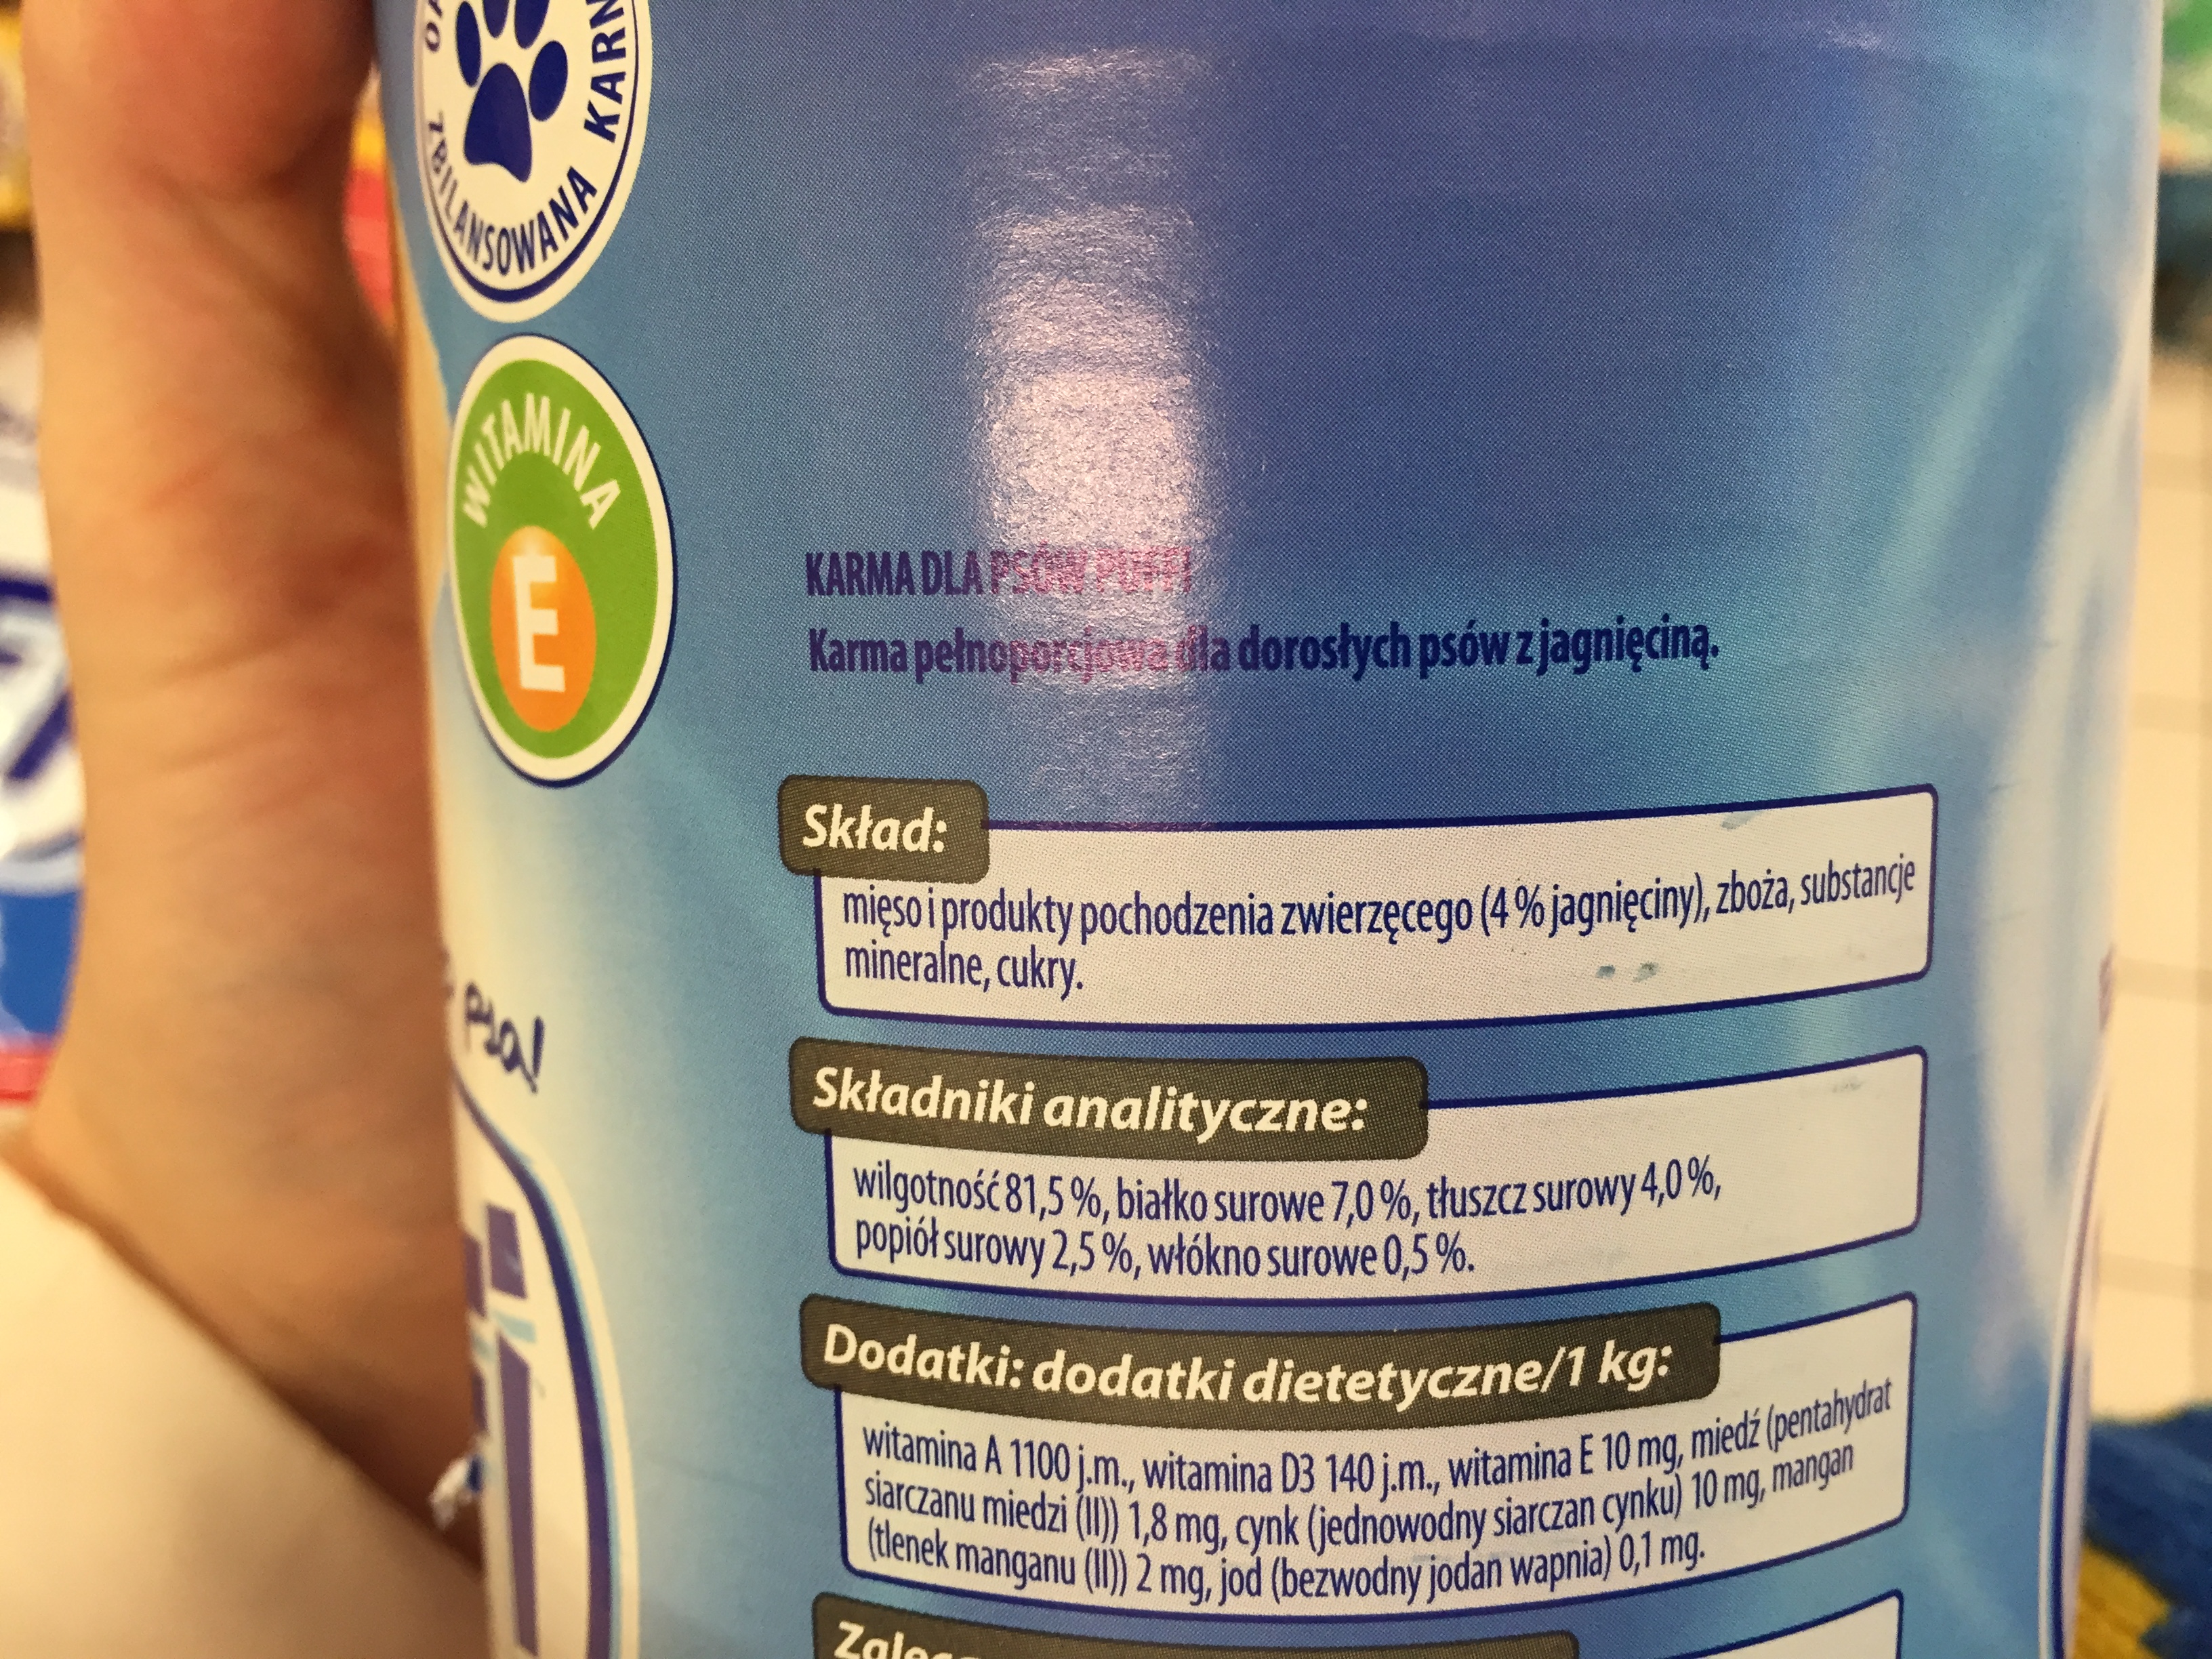 psa!
WITAMINA
E
ZBILANSOWANA KARM
KARMA DLA PSÓW
Karma pełnoporcjowa dla dorosłych psów z jagnięciną.
Skład:
mięso i produkty pochodzenia zwierzęcego (4 % jagnięciny), zboża, substancje
mineralne, cukry.
Składniki analityczne:
wilgotność 81,5 %, białko surowe 7,0 %, tłuszcz surowy 4,0 %,
popiół surowy 2,5 %, włókno surowe 0,5 %.
Dodatki: dodatki dietetyczne/1 kg:
witamina A 1100 j.m., witamina D3 140 j.m., witamina E 10 mg, miedź (pentahydrat
siarczanu miedzi (II)) 1,8 mg, cynk (jednowodny siarczan cynku) 10 mg, mangan
(tlenek manganu (II)) 2 mg, jod (bezwodny jodan wapnia) 0,1 mg.